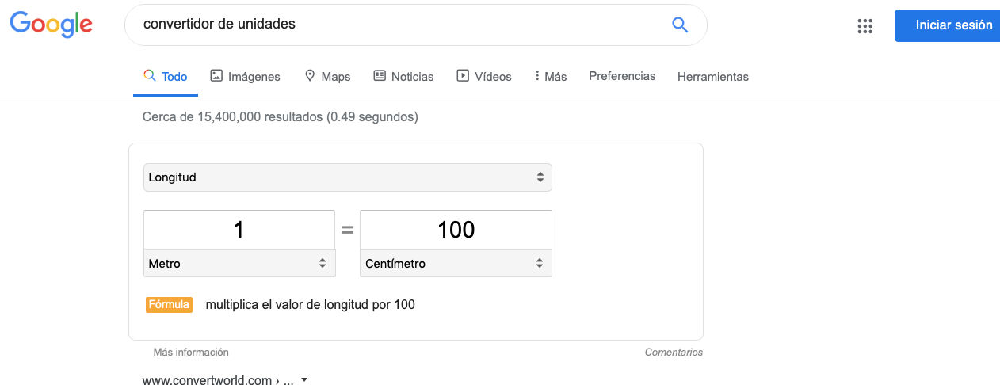 Google
convertidor de unidades
Iniciar sesión
Todo Imágenes Maps Noticias Vídeos Más Preferencias Herramientas
Cerca de 15,400,000 resultados (0.49 segundos)
Longitud
1 = 100
Metro Centímetro
Fórmula multiplica el valor de longitud por 100
Más información Comentarios
www.convertworld.com › ...